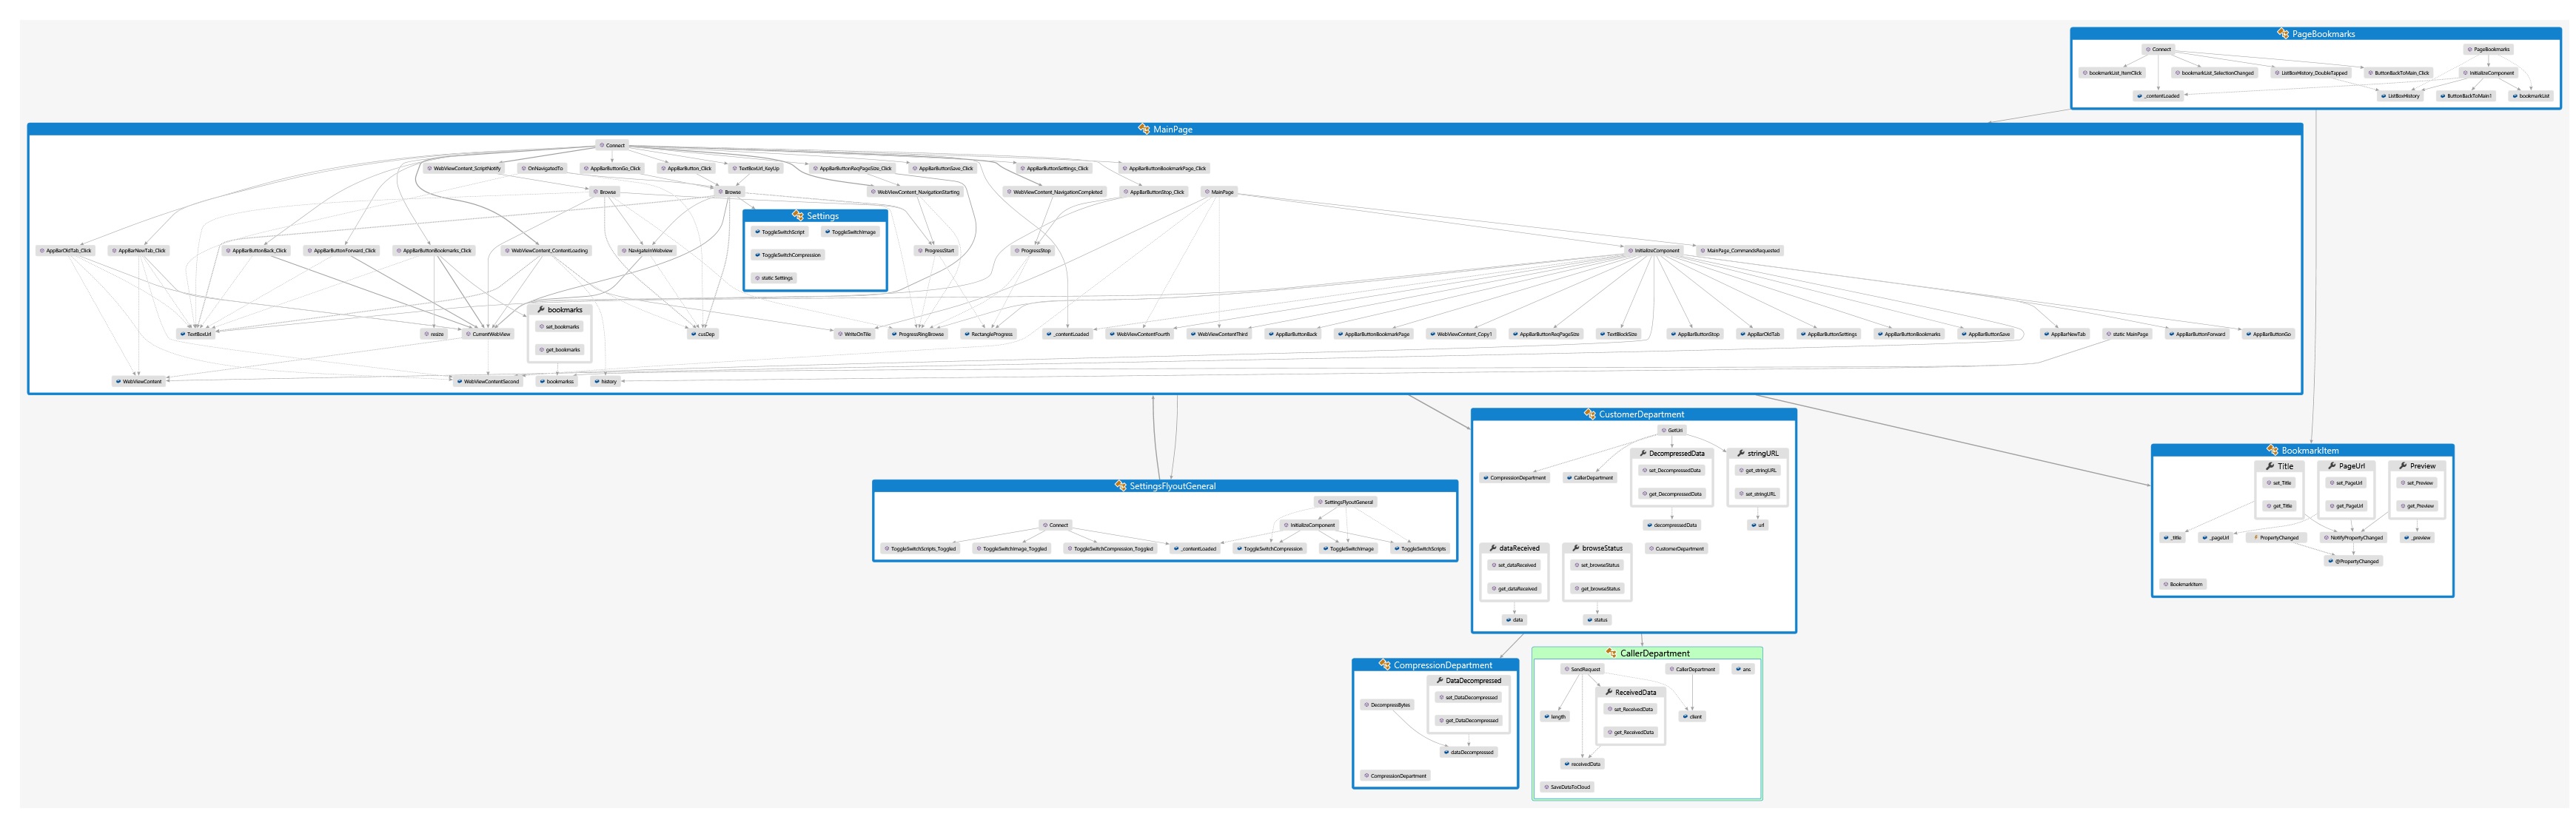 PageBookmarks
Connect
PageBookmarks
bookmarkList_ItemClick
bookmarkList_SelectionChanged
ListBoxHistory_DoubleTapped
ButtonBackToMain_Click
InitializeComponent
_contentLoaded
ListBoxHistory
ButtonBackToMain1
bookmarkList
MainPage
Connect
WebViewContent_ScriptNotify
OnNavigatedTo
AppBarButtonGo_Click
AppBarButton_Click
TextBoxUrl_KeyUp
AppBarButtonReqPageSize_Click
AppBarButtonSave_Click
AppBarButtonSettings_Click
AppBarButtonBookmarkPage_Click
Browse
Browse
WebViewContent_NavigationStarting
WebViewContent_NavigationCompleted
AppBarButtonStop_Click
MainPage
Settings
ToggleSwitchScript
ToggleSwitchImage
ToggleSwitchCompression
static Settings
AppBarOldTab_Click
AppBarNewTab_Click
AppBarButtonBack_Click
AppBarButtonForward_Click
AppBarButtonBookmarks_Click
WebViewContent_ContentLoading
NavigateInWebview
ProgressStart
ProgressStop
InitializeComponent
MainPage_CommandsRequested
bookmarks
set_bookmarks
get_bookmarks
TextBoxUrl
resize
CurrentWebView
cusDep
WriteOnTile
ProgressRingBrowse
RectangleProgress
_contentLoaded
WebViewContentFourth
WebViewContentThird
AppBarButtonBack
AppBarButtonBookmarkPage
WebViewContent_Copy1
AppBarButtonReqPageSize
TextBlockSize
AppBarButtonStop
AppBarOldTab
AppBarButtonSettings
AppBarButtonBookmarks
AppBarButtonSave
AppBarNewTab
static MainPage
AppBarButtonForward
AppBarButtonGo
WebViewContent
WebViewContentSecond
bookmarkss
history
SettingsFlyoutGeneral
SettingsFlyoutGeneral
Connect
InitializeComponent
ToggleSwitchScripts_Toggled
ToggleSwitchImage_Toggled
ToggleSwitchCompression_Toggled
_contentLoaded
ToggleSwitchCompression
ToggleSwitchImage
ToggleSwitchScripts
CustomerDepartment
GetUri
CompressionDepartment
CallerDepartment
DecompressedData
set_DecompressedData
get_DecompressedData
stringURL
get_stringURL
set_stringURL
decompressedData
url
dataReceived
set_dataReceived
get_dataReceived
browseStatus
set_browseStatus
get_browseStatus
CustomerDepartment
data
status
BookmarkItem
Title
set_Title
get_Title
PageUrl
set_PageUrl
get_PageUrl
Preview
set_Preview
get_Preview
_title
_pageUrl
PropertyChanged
NotifyPropertyChanged
_preview
@PropertyChanged
BookmarkItem
CompressionDepartment
DecompressBytes
DataDecompressed
set_DataDecompressed
get_DataDecompressed
dataDecompressed
CompressionDepartment
CallerDepartment
SendRequest
CallerDepartment
anc
ReceivedData
set_ReceivedData
get_ReceivedData
length
client
receivedData
SaveDataToCloud